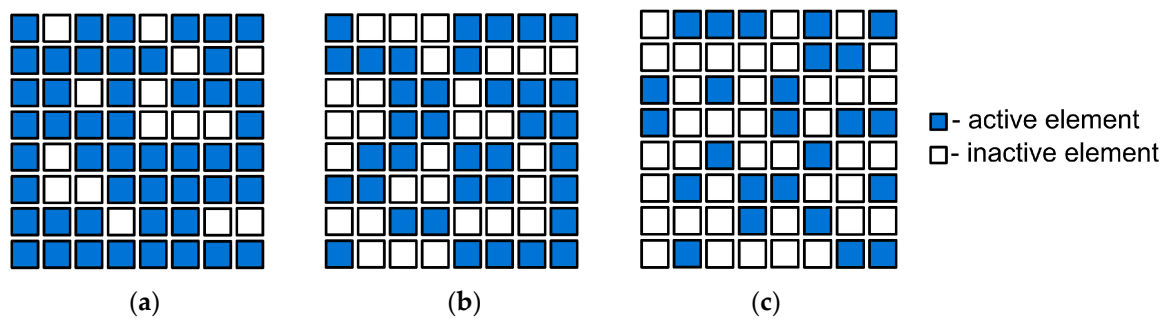 - active element
- inactive element
(a)
(b)
(c)